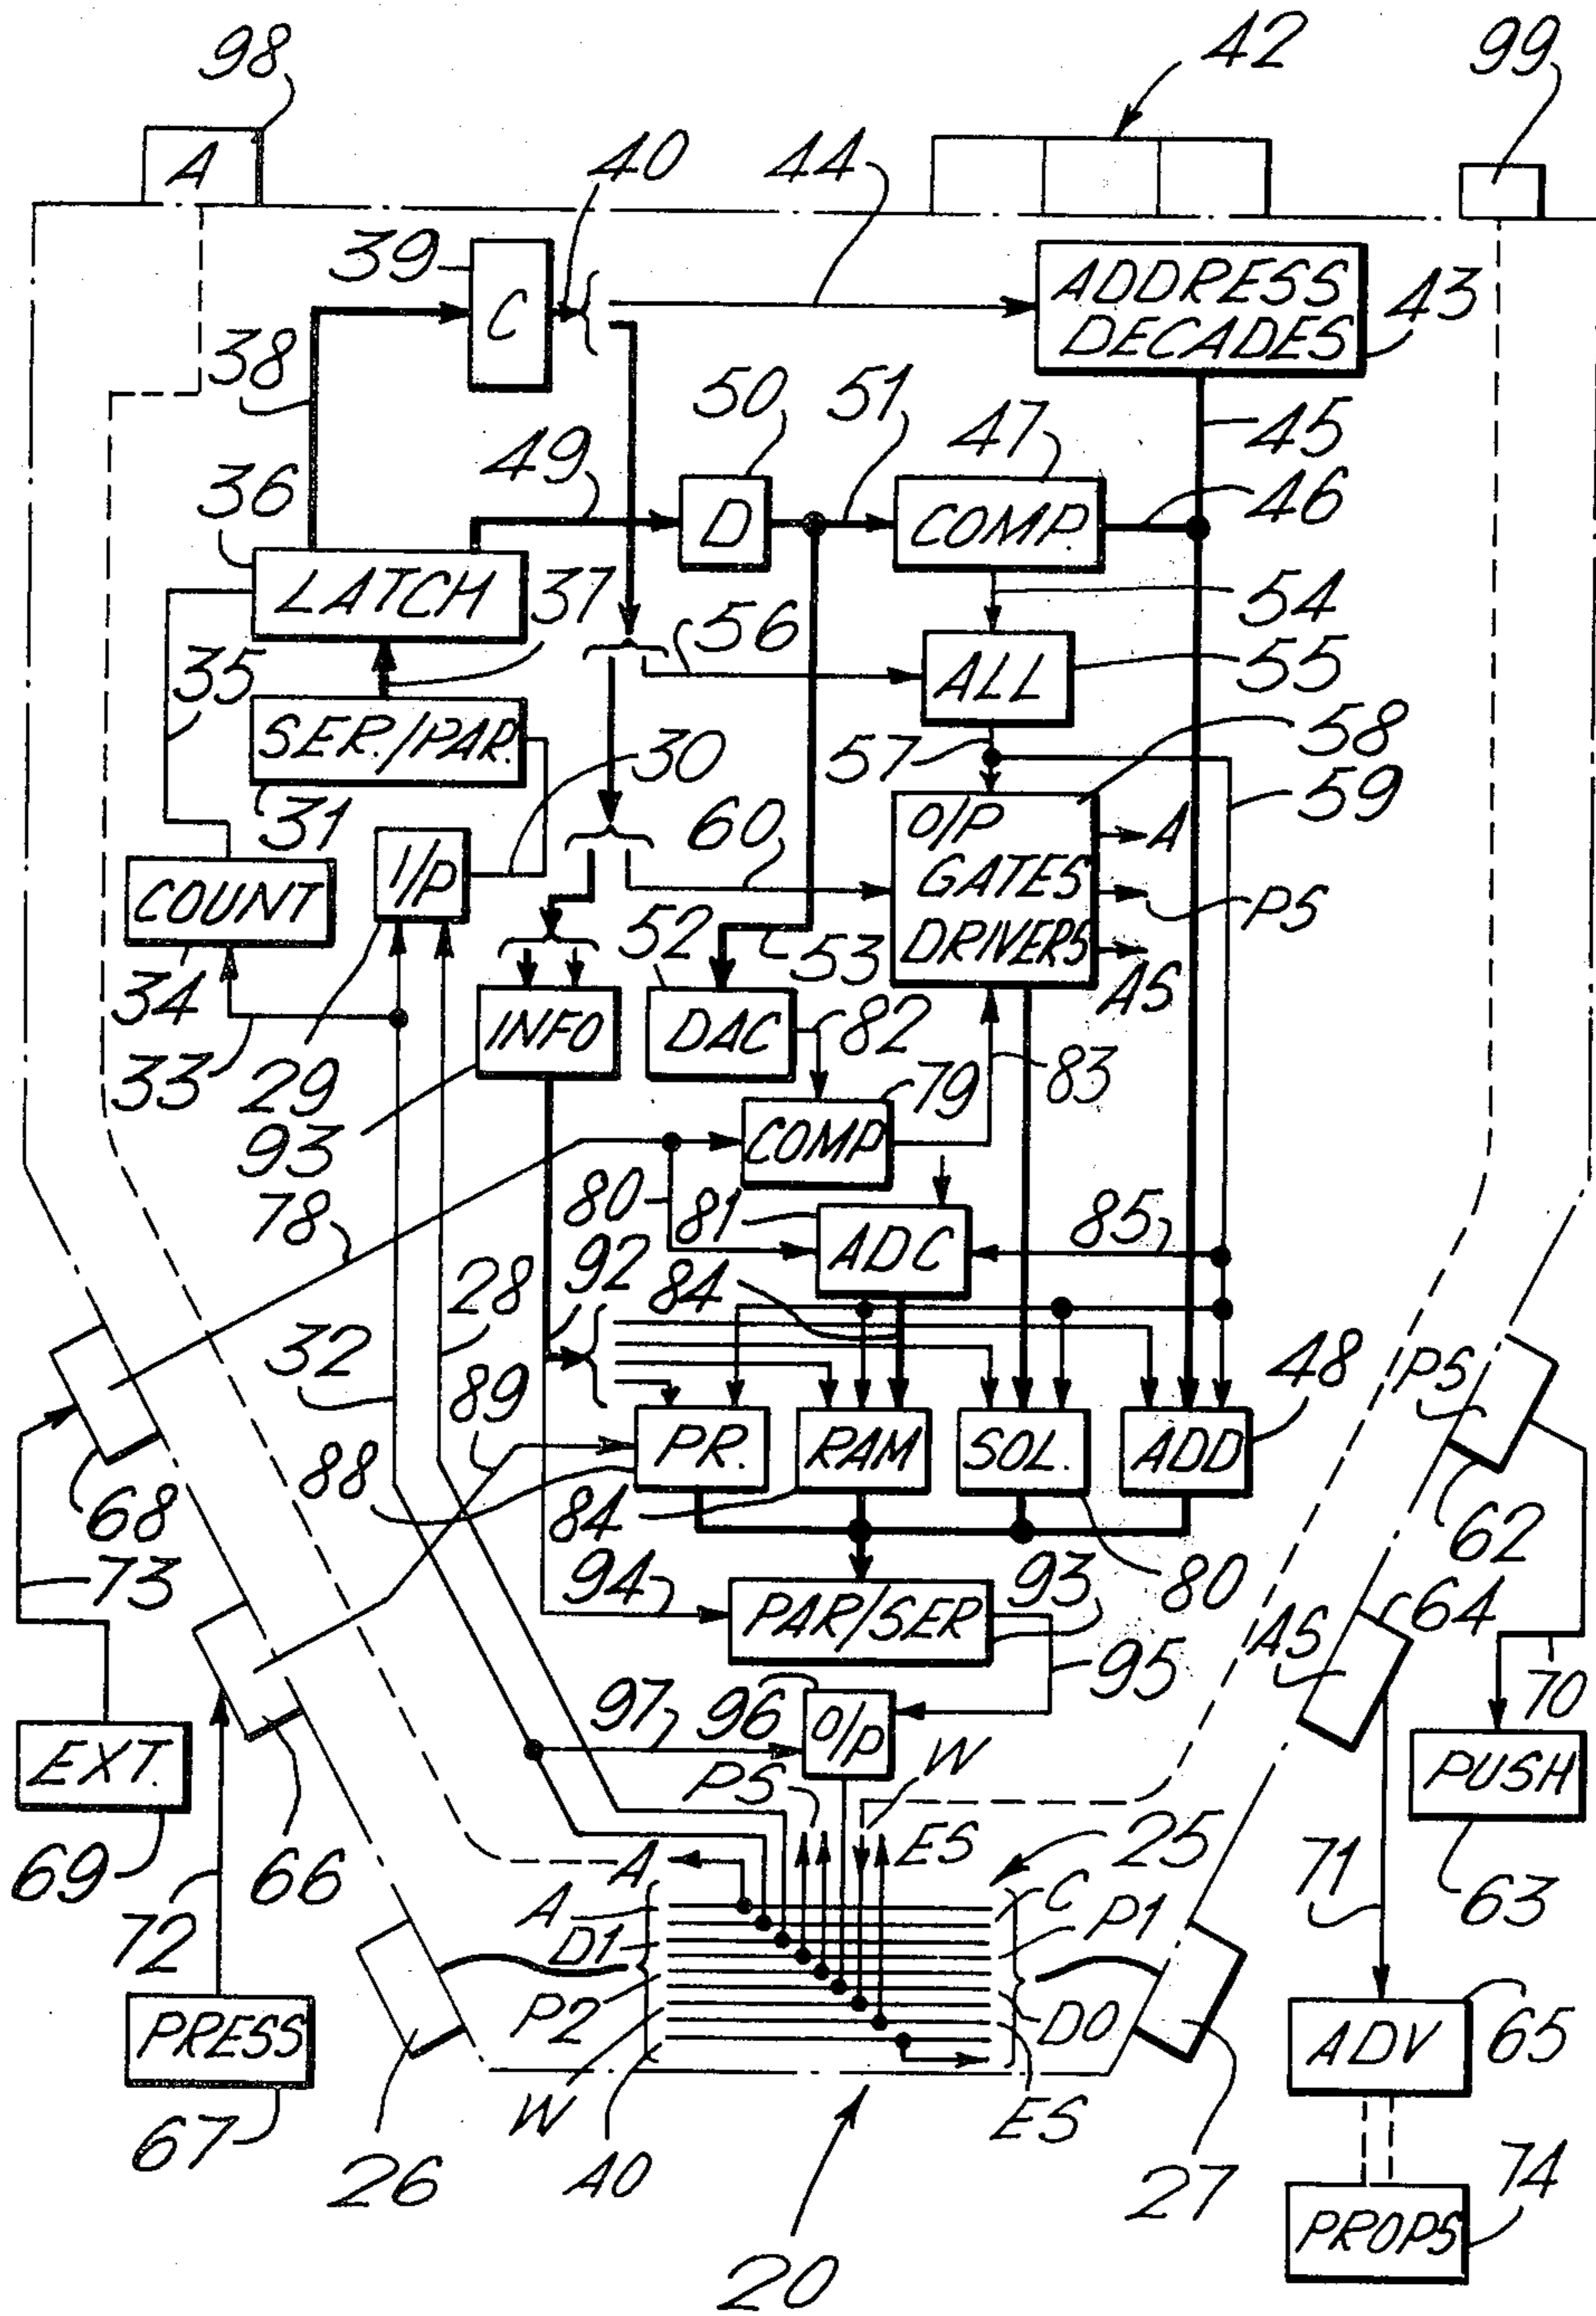 98
42
99
A
40
44
39
C
ADDRESS
DECADES
43
38
50
51
47
45
49
36
D
COMP.
46
LATCH
37
54
56
35
ALL
55
SER./PAR.
30
57
58
31
59
O/P
GATES
DRIVERS
A
60
I/P
COUNT
PS
52
53
34
INFO
DAC
82
AS
33
29
83
79
93
COMP
80
81
85
78
ADC
92
28
84
32
48
PS
89
PR.
RAM
SOL.
ADD
88
84
68
62
73
94
93
80
64
PAR/SER
AS
95
97
96
O/P
70
EXT.
PS
W
PUSH
ES
25
69
66
A
71
63
A
C
D1
P1
72
P2
DO
PRESS
65
ADV
W
ES
67
26
40
27
74
PROPS
20